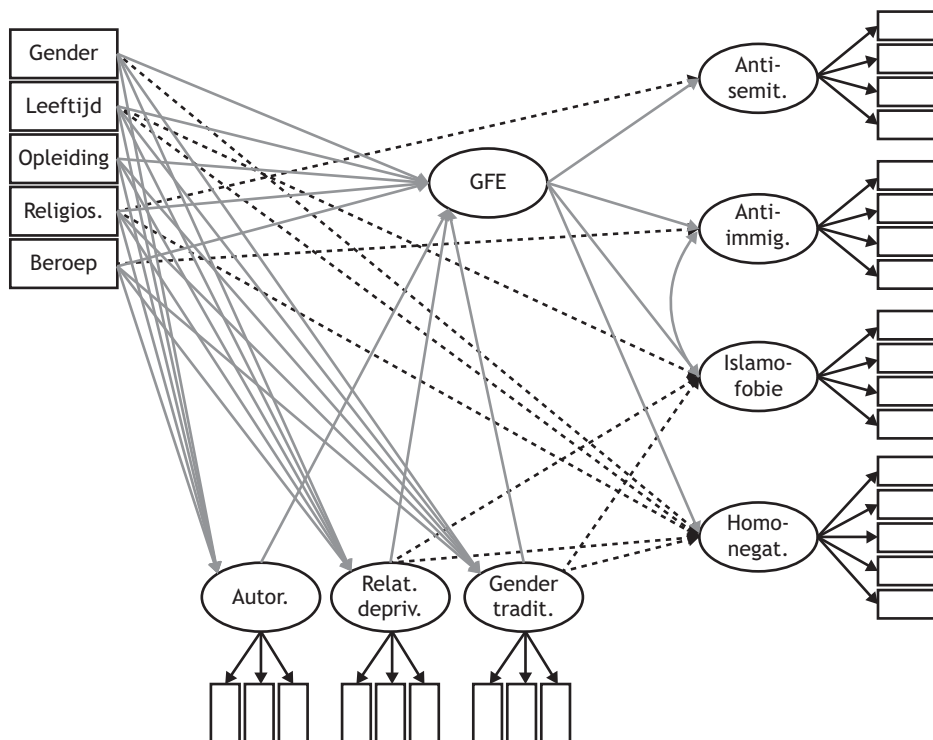 Gender
Leeftijd
Opleiding
Religios.
Beroep
GFE
Anti-
semit.
Anti-
immig.
Islamo-
fobie
Homo-
negat.
Autor.
Relat.
depriv.
Gender
tradit.